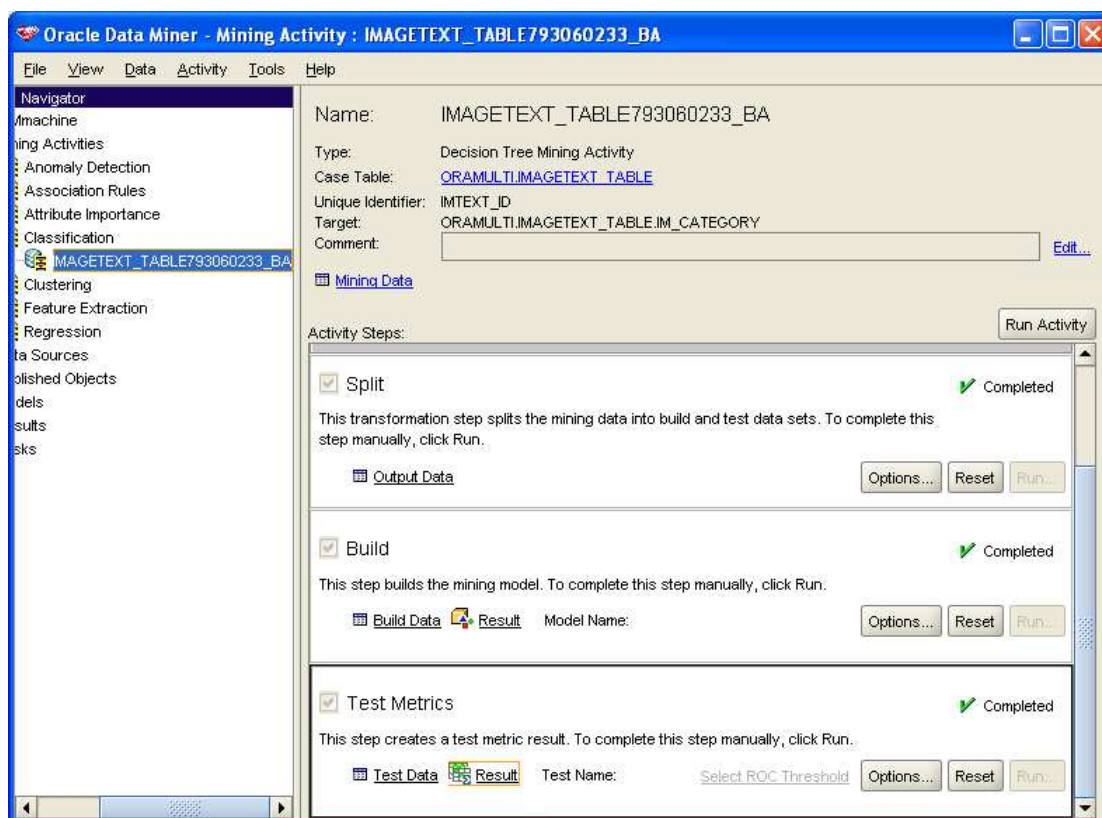 Oracle Data Miner - Mining Activity : IMAGETEXT_TABLE793060233_BA
File View Data Activity Tools Help
Navigator
Mmachine
ning Activities
Anomaly Detection
Association Rules
Attribute Importance
Classification
MAGETEXT_TABLE793060233_BA
Clustering
Feature Extraction
Regression
ta Sources
blished Objects
dels
sults
sks
Name: IMAGETEXT_TABLE793060233_BA
Type: Decision Tree Mining Activity
Case Table: ORAMULTI.IMAGETEXT_TABLE
Unique Identifier: IMTEXT_ID
Target: ORAMULTI.IMAGETEXT_TABLE.IM_CATEGORY
Comment:
Edit...
Mining Data
Run Activity
Activity Steps:
Split Completed
This transformation step splits the mining data into build and test data sets. To complete this
step manually, click Run.
Output Data Options... Reset Run...
Build Completed
This step builds the mining model. To complete this step manually, click Run.
Build Data Result Model Name: Options... Reset Run...
Test Metrics Completed
This step creates a test metric result. To complete this step manually, click Run.
Test Data Result Test Name: Select ROC Threshold Options... Reset Run...